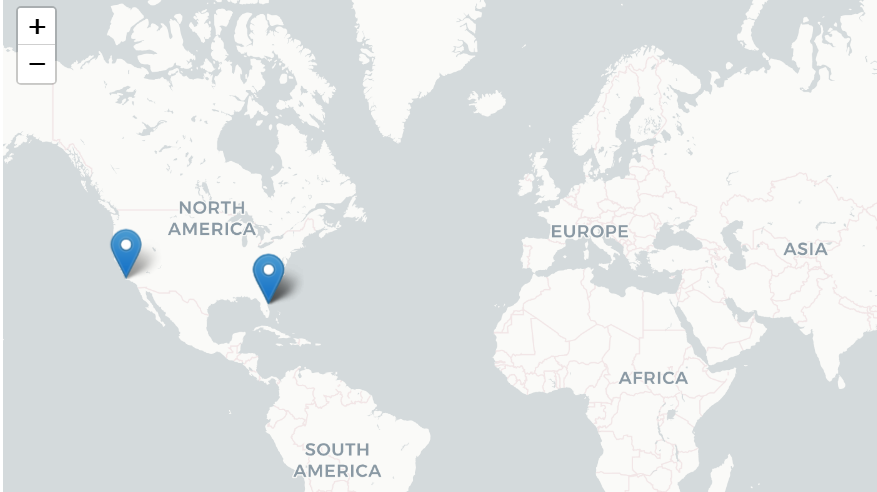 +
−
NORTH
AMERICA
EUROPE
ASIA
AFRICA
SOUTH
AMERICA